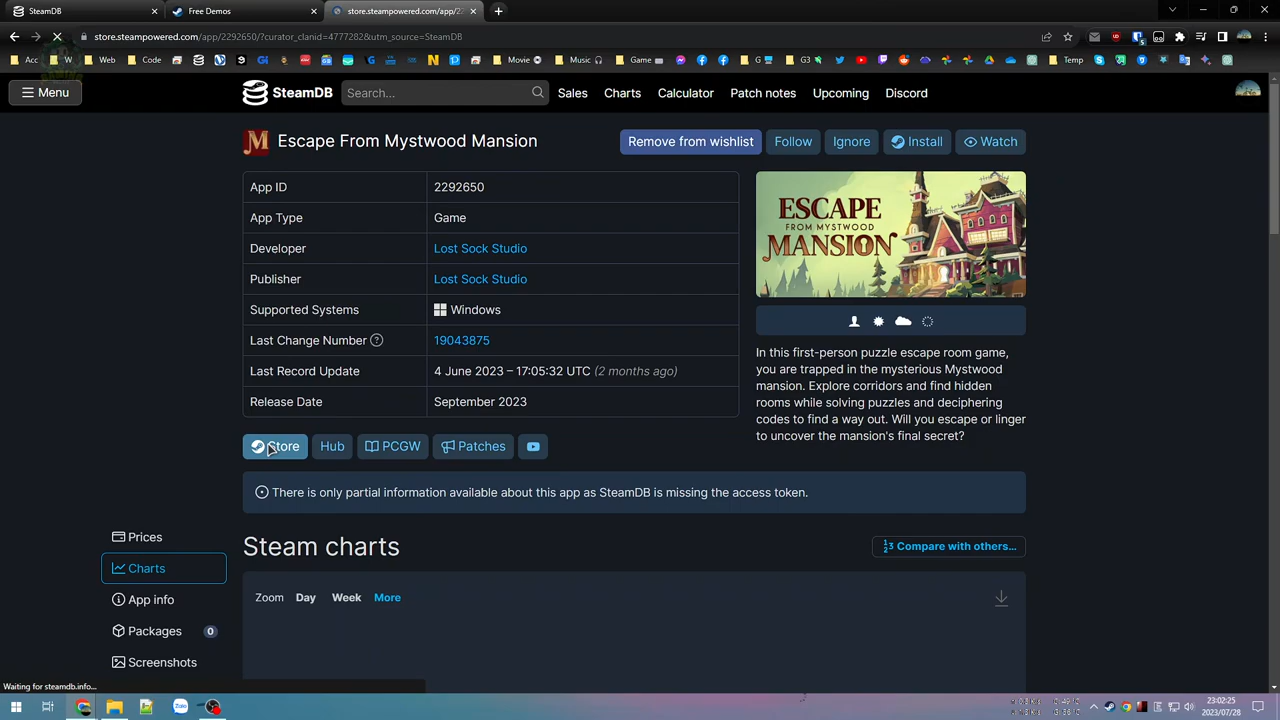 SteamDB
Free Demos
store.steampowered.com/app/22
store.steampowered.com/app/2292650/?curator_clanid=4777282&utm_source=SteamDB
Acc
W
Web
Codin
G
Movie
Music
Game
G
G3
Temp
GAMING
Menu
SteamDB
Search...
Sales
Charts
Calculator
Patch notes
Upcoming
Discord
Escape From Mystwood Mansion
Remove from wishlist
Follow
Ignore
Install
Watch
App ID 2292650
App Type Game
Developer Lost Sock Studio
Publisher Lost Sock Studio
Supported Systems Windows
Last Change Number 19043875
Last Record Update 4 June 2023 – 17:05:32 UTC (2 months ago)
Release Date September 2023
ESCAPE
FROM MYSTWOOD
MANSION
In this first-person puzzle escape room game,
you are trapped in the mysterious Mystwood
mansion. Explore corridors and find hidden
rooms while solving puzzles and deciphering
codes to find a way out. Will you escape or linger
to uncover the mansion's final secret?
Store
Hub
PCGW
Patches
There is only partial information available about this app as SteamDB is missing the access token.
Prices
Charts
App info
Packages 0
Screenshots
Steam charts
Compare with others...
Zoom Day Week More
Waiting for steamdb.info...
23:02:25
2023/07/28